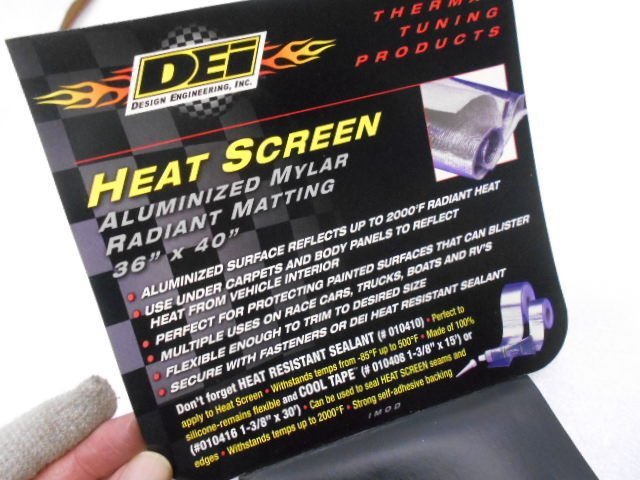 THERMA
TUNING
PRODUCTS
DEi
DESIGN ENGINEERING, INC.
HEAT SCREEN
ALUMINIZED MYLAR
RADIANT MATTING
36" X 40"
• ALUMINIZED SURFACE REFLECTS UP TO 2000°F RADIANT HEAT
• USE UNDER CARPETS AND BODY PANELS TO REFLECT
HEAT FROM VEHICLE INTERIOR
• PERFECT FOR PROTECTING PAINTED SURFACES THAT CAN BLISTER
• MULTIPLE USES ON RACE CARS, TRUCKS, BOATS AND RV'S
• FLEXIBLE ENOUGH TO TRIM TO DESIRED SIZE
• SECURE WITH FASTENERS OR DEI HEAT RESISTANT SEALANT
Don't forget HEAT RESISTANT SEALANT (# 010410) • Perfect to
apply to Heat Screen • Withstands temps from -85°F up to 500°F • Made of 100%
silicone-remains flexible and COOL TAPE™ (# 010408 1-3/8" x 15') or
(#010416 1-3/8" x 30') • Can be used to seal HEAT SCREEN seams and
edges • Withstands temps up to 2000°F • Strong self-adhesive backing
IMOD